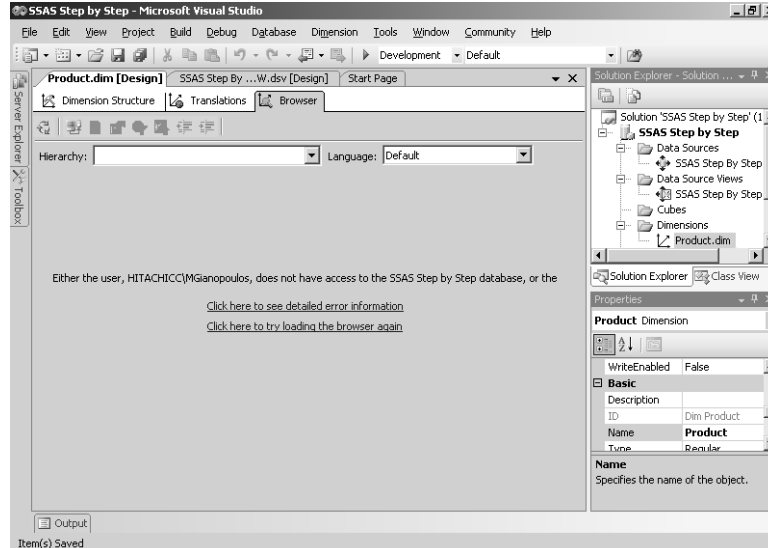 SSAS Step by Step - Microsoft Visual Studio
File Edit View Project Build Debug Database Dimension Tools Window Community Help
Development Default
Product.dim [Design] SSAS Step By ...W.dsv [Design] Start Page
Dimension Structure Translations Browser
Hierarchy: Language: Default
Server Explorer
Toolbox
Either the user, HITACHICC\MGianopoulos, does not have access to the SSAS Step by Step database, or the
Click here to see detailed error information
Click here to try loading the browser again
Solution Explorer - Solution ...
Solution 'SSAS Step by Step' (1
SSAS Step by Step
Data Sources
SSAS Step By Step
Data Source Views
SSAS Step By Step
Cubes
Dimensions
Product.dim
Solution Explorer Class View
Properties
Product Dimension
WriteEnabled False
Basic
Description
ID Dim Product
Name Product
Type Regular
Name
Specifies the name of the object.
Output
Item(s) Saved